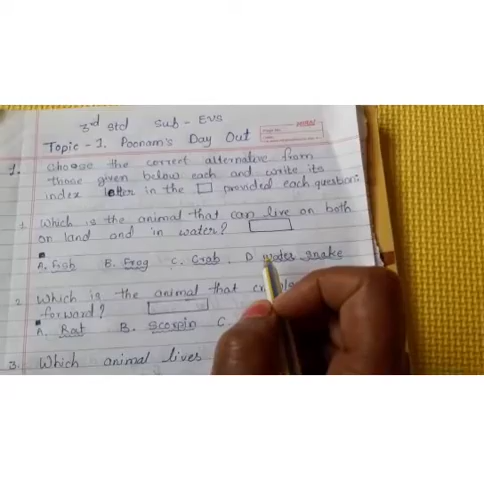 3rd Std Sub - EVS
Topic - 1. Poonam's Day Out
1. Choose the correct alternative from
those given below each and write its
index letter in the □ provided each question:
1. Which is the animal that can live on both
on land and in water?
A. Fish B. Frog C. Crab. D water snake
2. Which is the animal that
forward?
A. Rat B. Scorpin C
3. Which animal lives